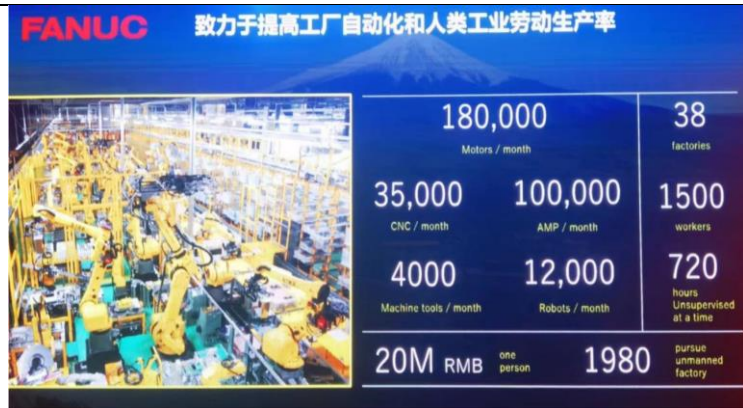 FANUC 致力于提高工厂自动化和人类工业劳动生产率
180,000
Motors / month
38
factories
35,000
CNC / month
100,000
AMP / month
1500
workers
4000
Machine tools / month
12,000
Robots / month
720
hours
Unsupervised
at a time
20M RMB
one
person
1980
pursue
unmanned
factory